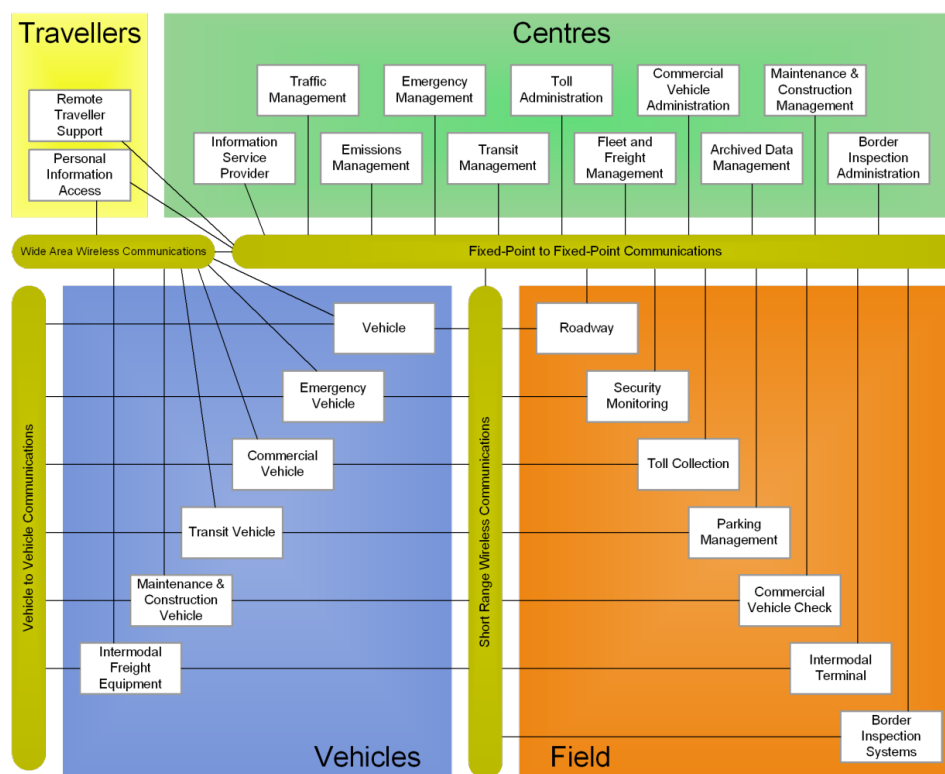 Travellers
Centres
Traffic
Management
Emergency
Management
Toll
Administration
Commercial
Vehicle
Administration
Maintenance &
Construction
Management
Remote
Traveller
Support
Personal
Information
Access
Information
Service
Provider
Emissions
Management
Transit
Management
Fleet and
Freight
Management
Archived Data
Management
Border
Inspection
Administration
Wide Area Wireless Communications
Fixed-Point to Fixed-Point Communications
Vehicle to Vehicle Communications
Vehicle
Emergency
Vehicle
Commercial
Vehicle
Transit Vehicle
Maintenance &
Construction
Vehicle
Intermodal
Freight
Equipment
Vehicles
Short Range Wireless Communications
Roadway
Security
Monitoring
Toll Collection
Parking
Management
Commercial
Vehicle Check
Intermodal
Terminal
Border
Inspection
Systems
Field